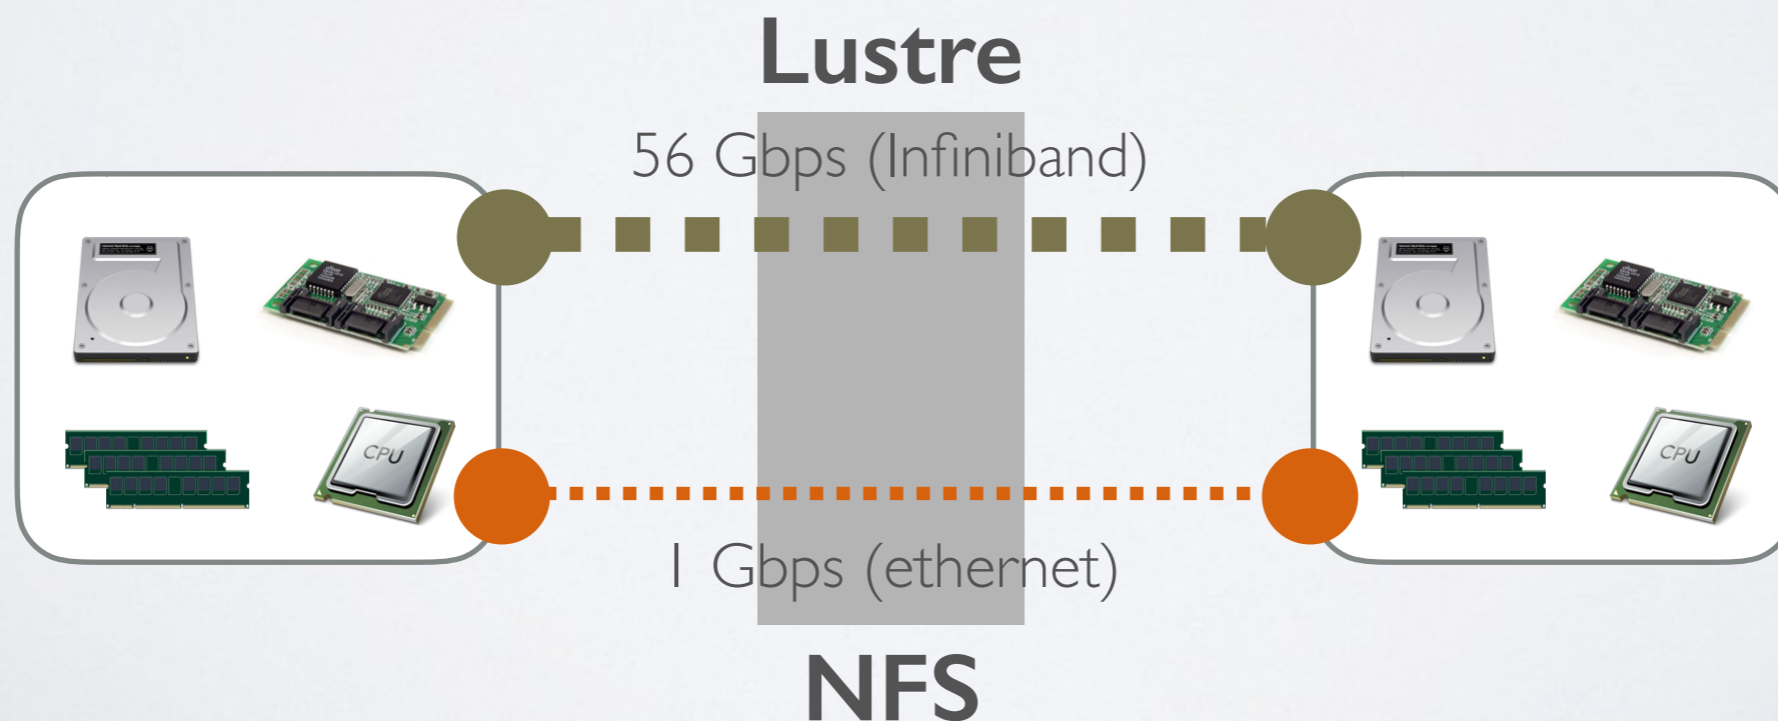 Lustre
56 Gbps (Infiniband)
CPU
CPU
1 Gbps (ethernet)
NFS